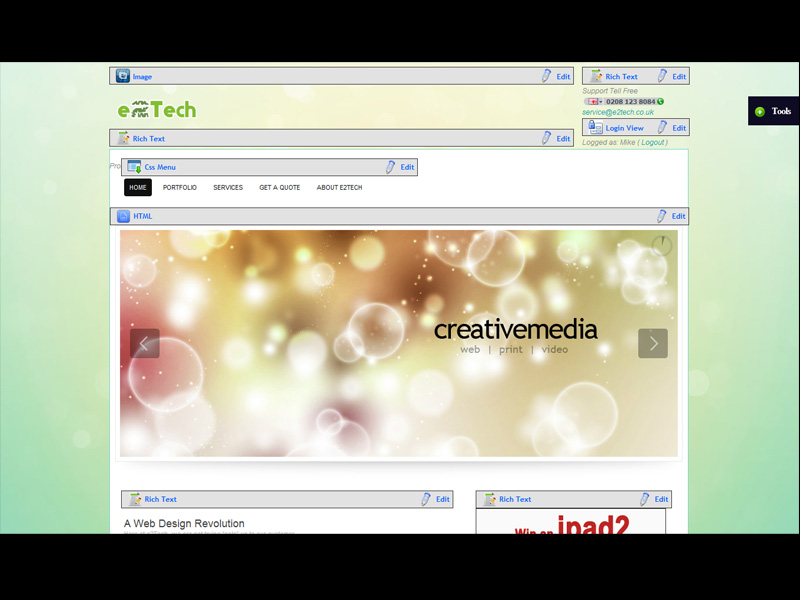 Image Edit
Rich Text Edit
Support Tell Free
0208 123 8084
service@e2tech.co.uk
e2Tech
Tools
Rich Text Edit
Login View Edit
Logged as: Mike ( Logout )
Pro
Css Menu Edit
HOME PORTFOLIO SERVICES GET A QUOTE ABOUT E2TECH
HTML Edit
creativemedia
web | print | video
Rich Text Edit
Rich Text Edit
A Web Design Revolution
Win an ipad2